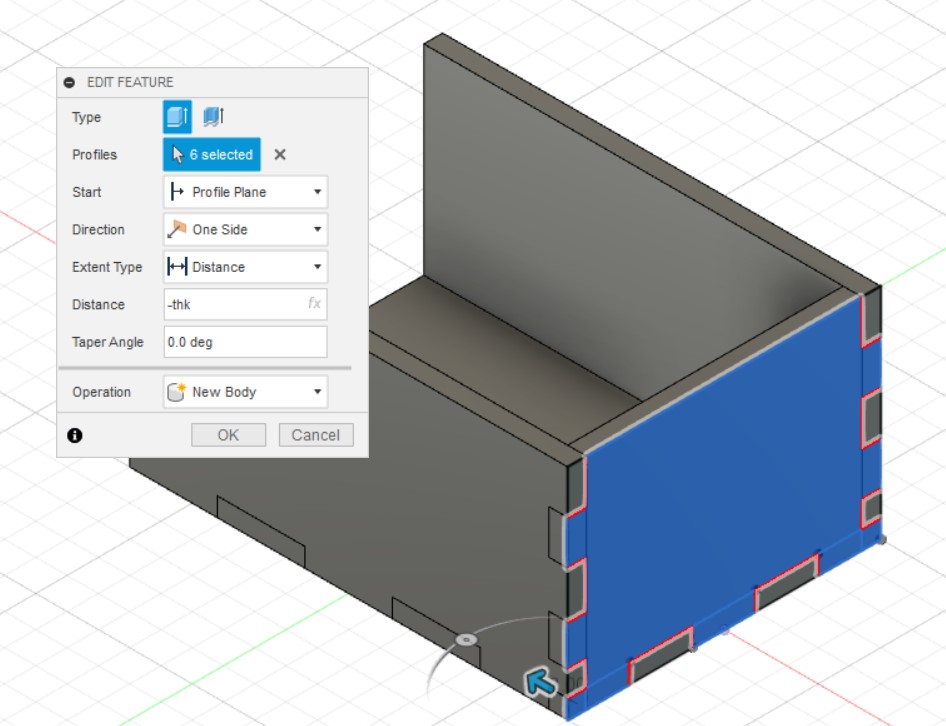 EDIT FEATURE
Type
Profiles 6 selected
Start Profile Plane
Direction One Side
Extent Type Distance
Distance -thk fx
Taper Angle 0.0 deg
Operation New Body
OK Cancel